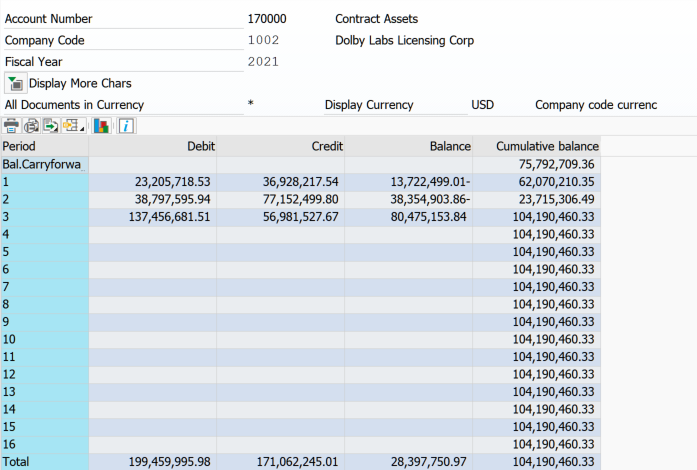 Account Number 170000 Contract Assets
Company Code 1002 Dolby Labs Licensing Corp
Fiscal Year 2021
Display More Chars
All Documents in Currency * Display Currency USD Company code currenc
Period Debit Credit Balance Cumulative balance
Bal.Carryforwa 75,792,709.36
1 23,205,718.53 36,928,217.54 13,722,499.01- 62,070,210.35
2 38,797,595.94 77,152,499.80 38,354,903.86- 23,715,306.49
3 137,456,681.51 56,981,527.67 80,475,153.84 104,190,460.33
4 104,190,460.33
5 104,190,460.33
6 104,190,460.33
7 104,190,460.33
8 104,190,460.33
9 104,190,460.33
10 104,190,460.33
11 104,190,460.33
12 104,190,460.33
13 104,190,460.33
14 104,190,460.33
15 104,190,460.33
16 104,190,460.33
Total 199,459,995.98 171,062,245.01 28,397,750.97 104,190,460.33